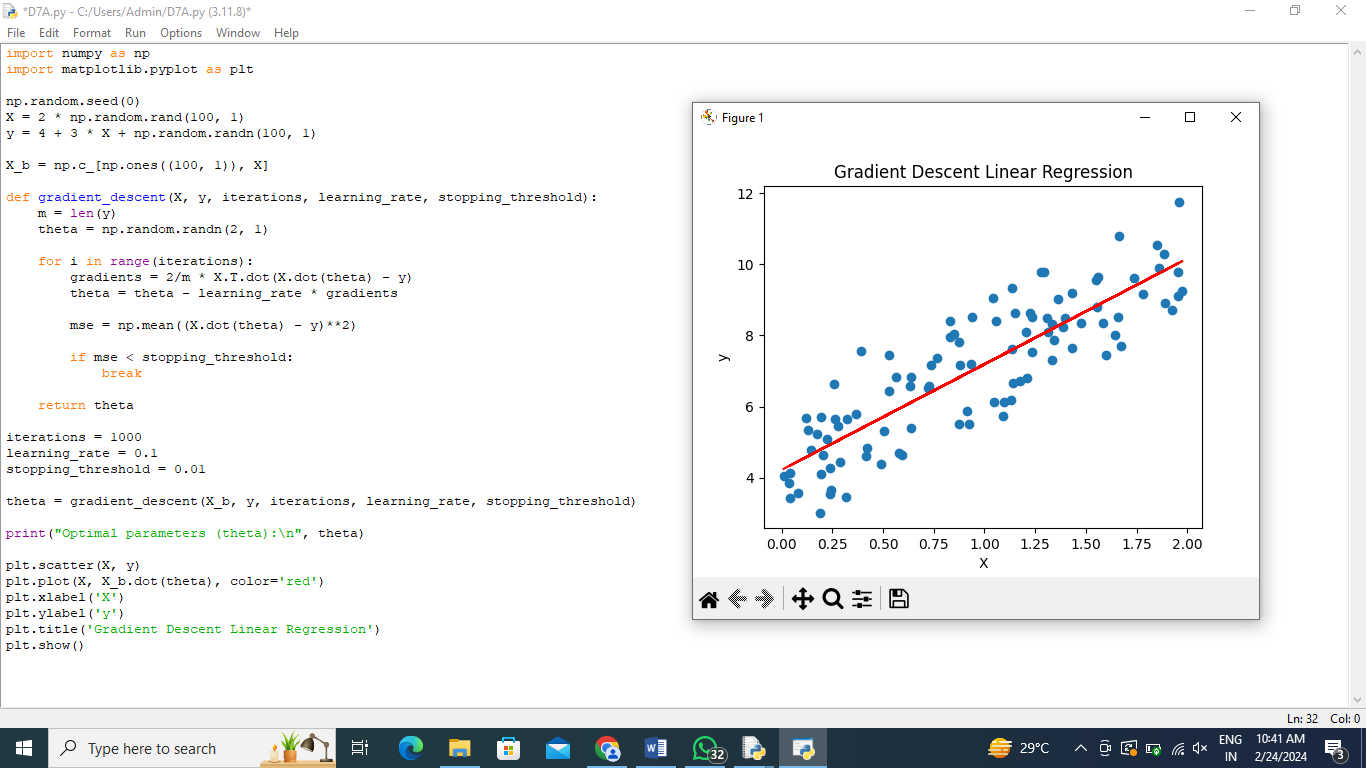 *D7A.py - C:/Users/Admin/D7A.py (3.11.8)*
File Edit Format Run Options Window Help
import numpy as np
import matplotlib.pyplot as plt
np.random.seed(0)
X = 2 * np.random.rand(100, 1)
y = 4 + 3 * X + np.random.randn(100, 1)
X_b = np.c_[np.ones((100, 1)), X]
def gradient_descent(X, y, iterations, learning_rate, stopping_threshold):
    m = len(y)
    theta = np.random.randn(2, 1)
    for i in range(iterations):
        gradients = 2/m * X.T.dot(X.dot(theta) - y)
        theta = theta - learning_rate * gradients
        mse = np.mean((X.dot(theta) - y)**2)
        if mse < stopping_threshold:
            break
    return theta
iterations = 1000
learning_rate = 0.1
stopping_threshold = 0.01
theta = gradient_descent(X_b, y, iterations, learning_rate, stopping_threshold)
print("Optimal parameters (theta):\n", theta)
plt.scatter(X, y)
plt.plot(X, X_b.dot(theta), color='red')
plt.xlabel('X')
plt.ylabel('y')
plt.title('Gradient Descent Linear Regression')
plt.show()
Figure 1
Gradient Descent Linear Regression
12
10
8
6
4
y
0.00 0.25 0.50 0.75 1.00 1.25 1.50 1.75 2.00
X
Ln: 32 Col: 0
Type here to search
32
29°C
ENG
IN
10:41 AM
2/24/2024
3